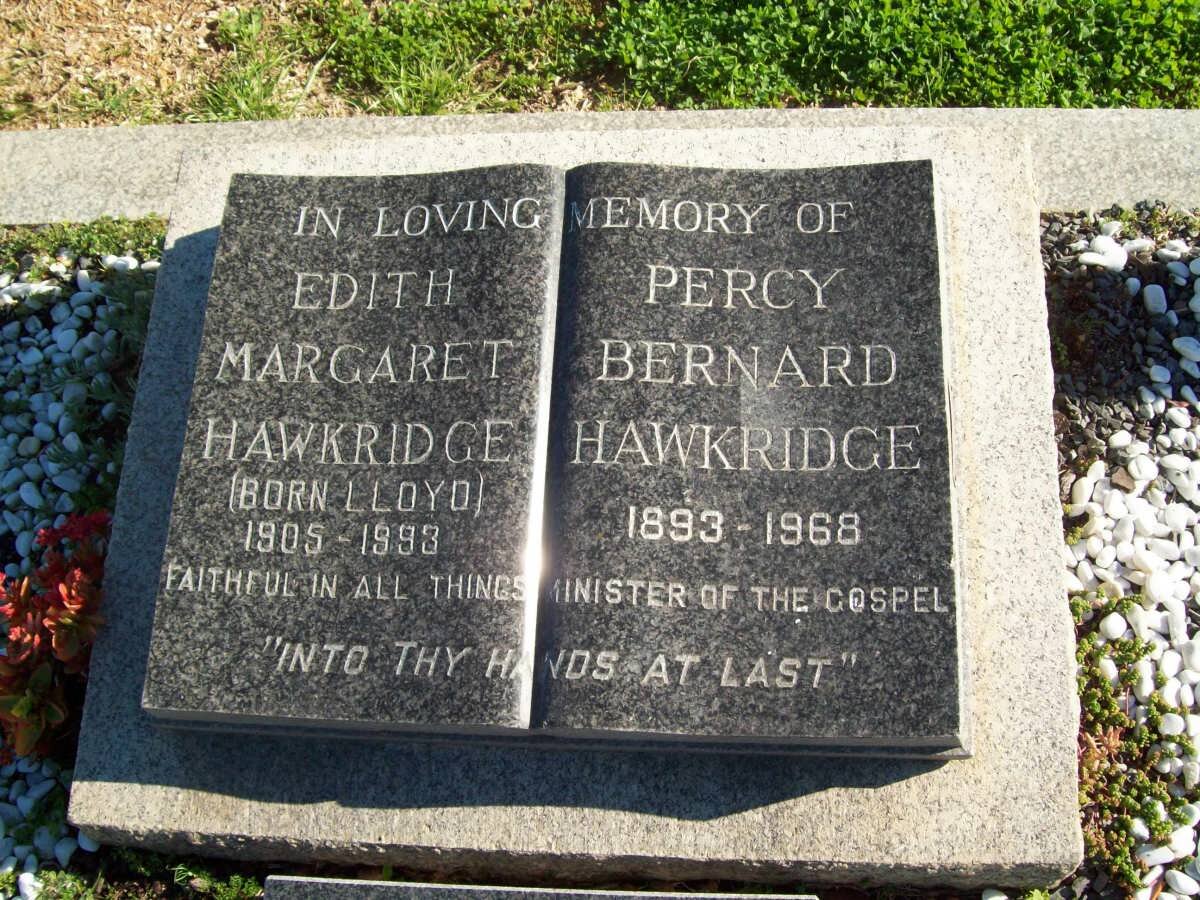 IN LOVING MEMORY OF
EDITH
MARGARET
HAWKRIDGE
(BORN LLOYD)
1905 - 1993
FAITHFUL IN ALL THINGS
PERCY
BERNARD
HAWKRIDGE
1893 - 1968
MINISTER OF THE GOSPEL
"INTO THY HANDS AT LAST"